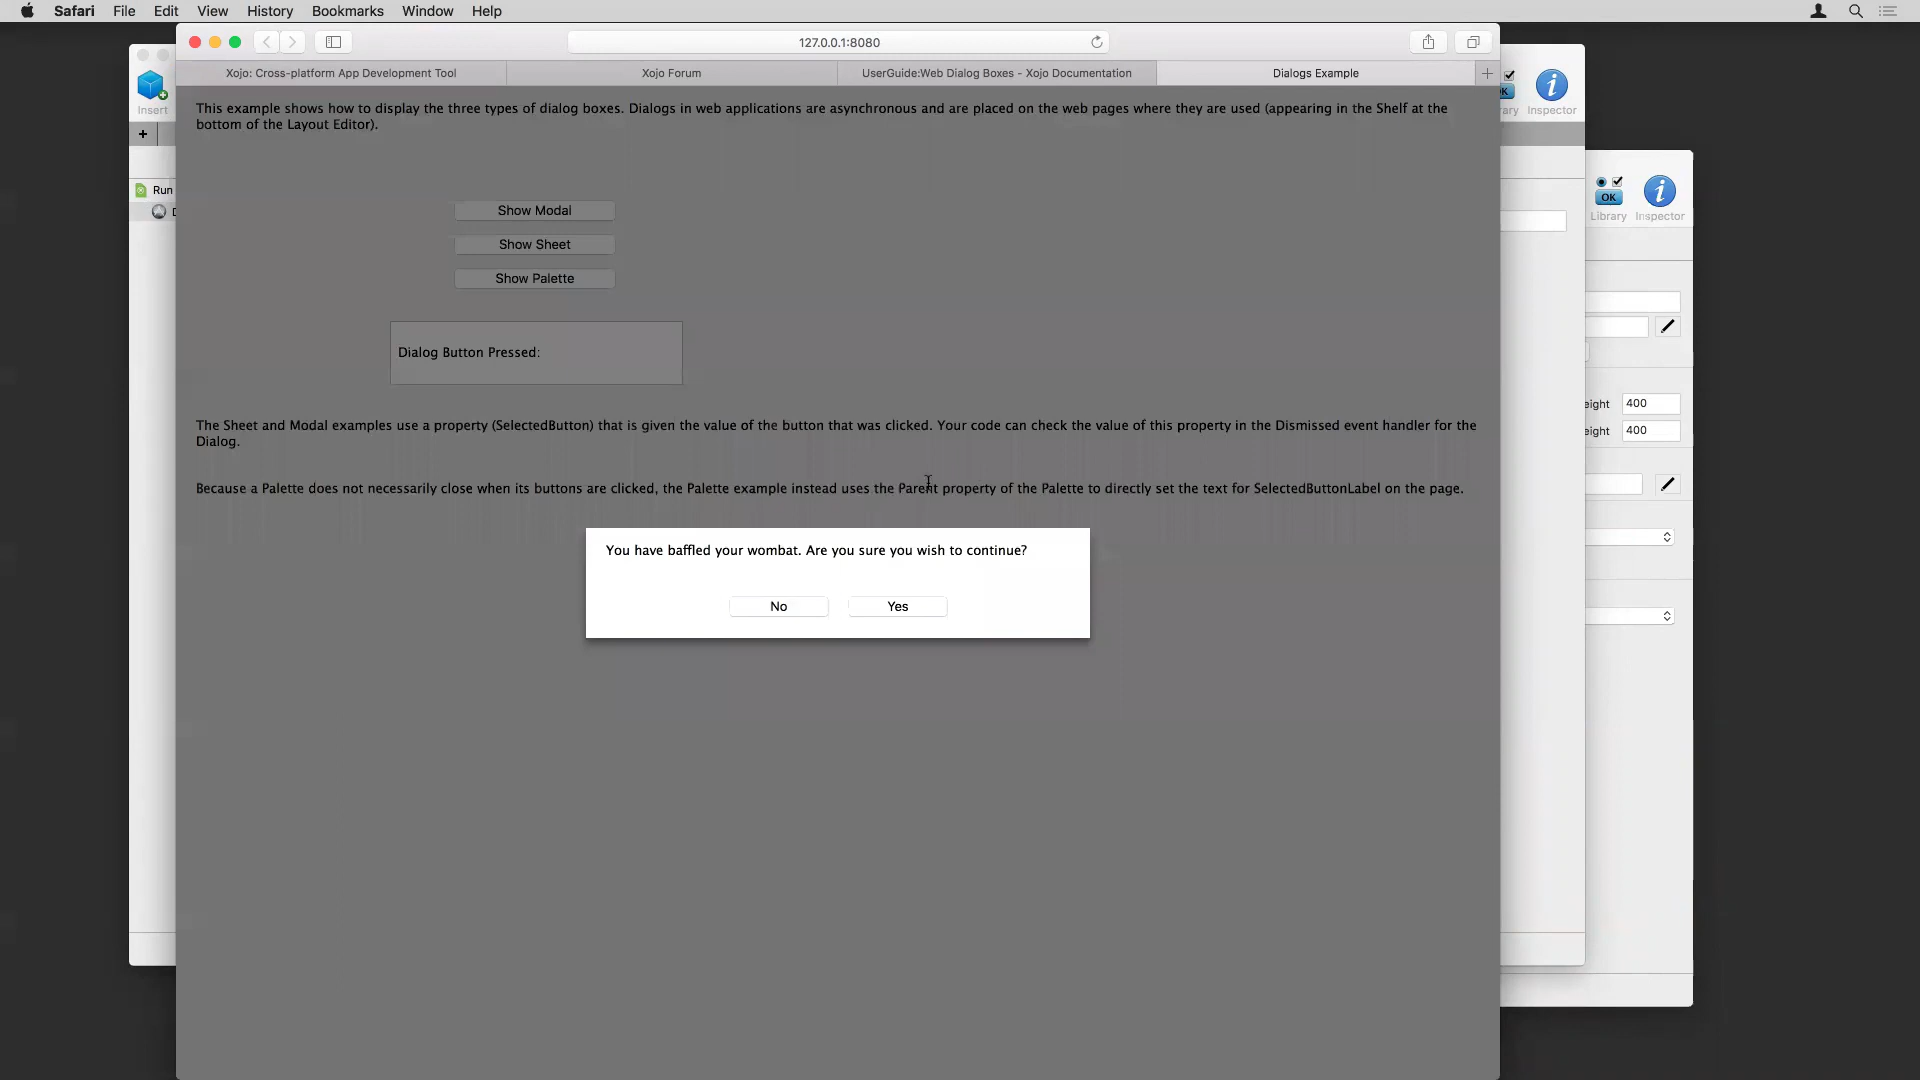 Safari File Edit View History Bookmarks Window Help
127.0.0.1:8080
Xojo: Cross-platform App Development Tool
Xojo Forum
UserGuide:Web Dialog Boxes - Xojo Documentation
Dialogs Example
Insert
Inspector
Run
This example shows how to display the three types of dialog boxes. Dialogs in web applications are asynchronous and are placed on the web pages where they are used (appearing in the Shelf at the
bottom of the Layout Editor).
Show Modal
Show Sheet
Show Palette
OK
Library
Inspector
Dialog Button Pressed:
400
400
The Sheet and Modal examples use a property (SelectedButton) that is given the value of the button that was clicked. Your code can check the value of this property in the Dismissed event handler for the
Dialog.
Because a Palette does not necessarily close when its buttons are clicked, the Palette example instead uses the Parent property of the Palette to directly set the text for SelectedButtonLabel on the page.
You have baffled your wombat. Are you sure you wish to continue?
No
Yes